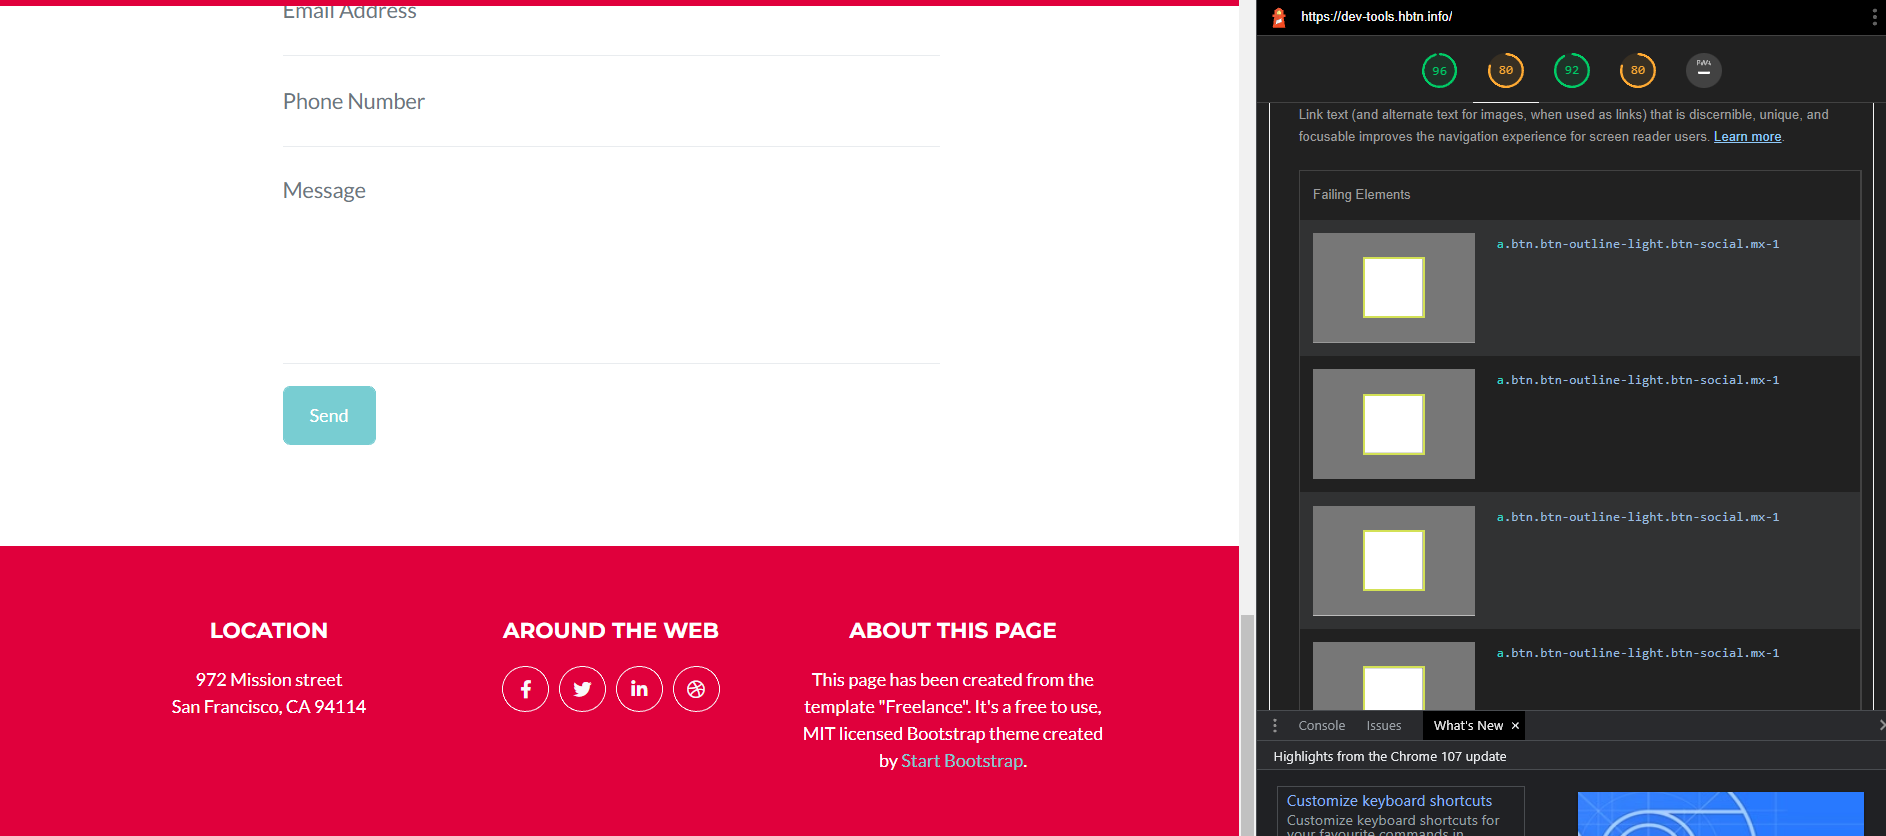 Email Address
Phone Number
Message
Send
LOCATION
972 Mission street
San Francisco, CA 94114
AROUND THE WEB
ABOUT THIS PAGE
This page has been created from the
template "Freelance". It's a free to use,
MIT licensed Bootstrap theme created
by Start Bootstrap.
https://dev-tools.hbtn.info/
96
80
92
80
PWA
Link text (and alternate text for images, when used as links) that is discernible, unique, and
focusable improves the navigation experience for screen reader users. Learn more.
Failing Elements
a.btn.btn-outline-light.btn-social.mx-1
a.btn.btn-outline-light.btn-social.mx-1
a.btn.btn-outline-light.btn-social.mx-1
a.btn.btn-outline-light.btn-social.mx-1
Console Issues What's New ×
Highlights from the Chrome 107 update
Customize keyboard shortcuts
Customize keyboard shortcuts for
your favourite commands in